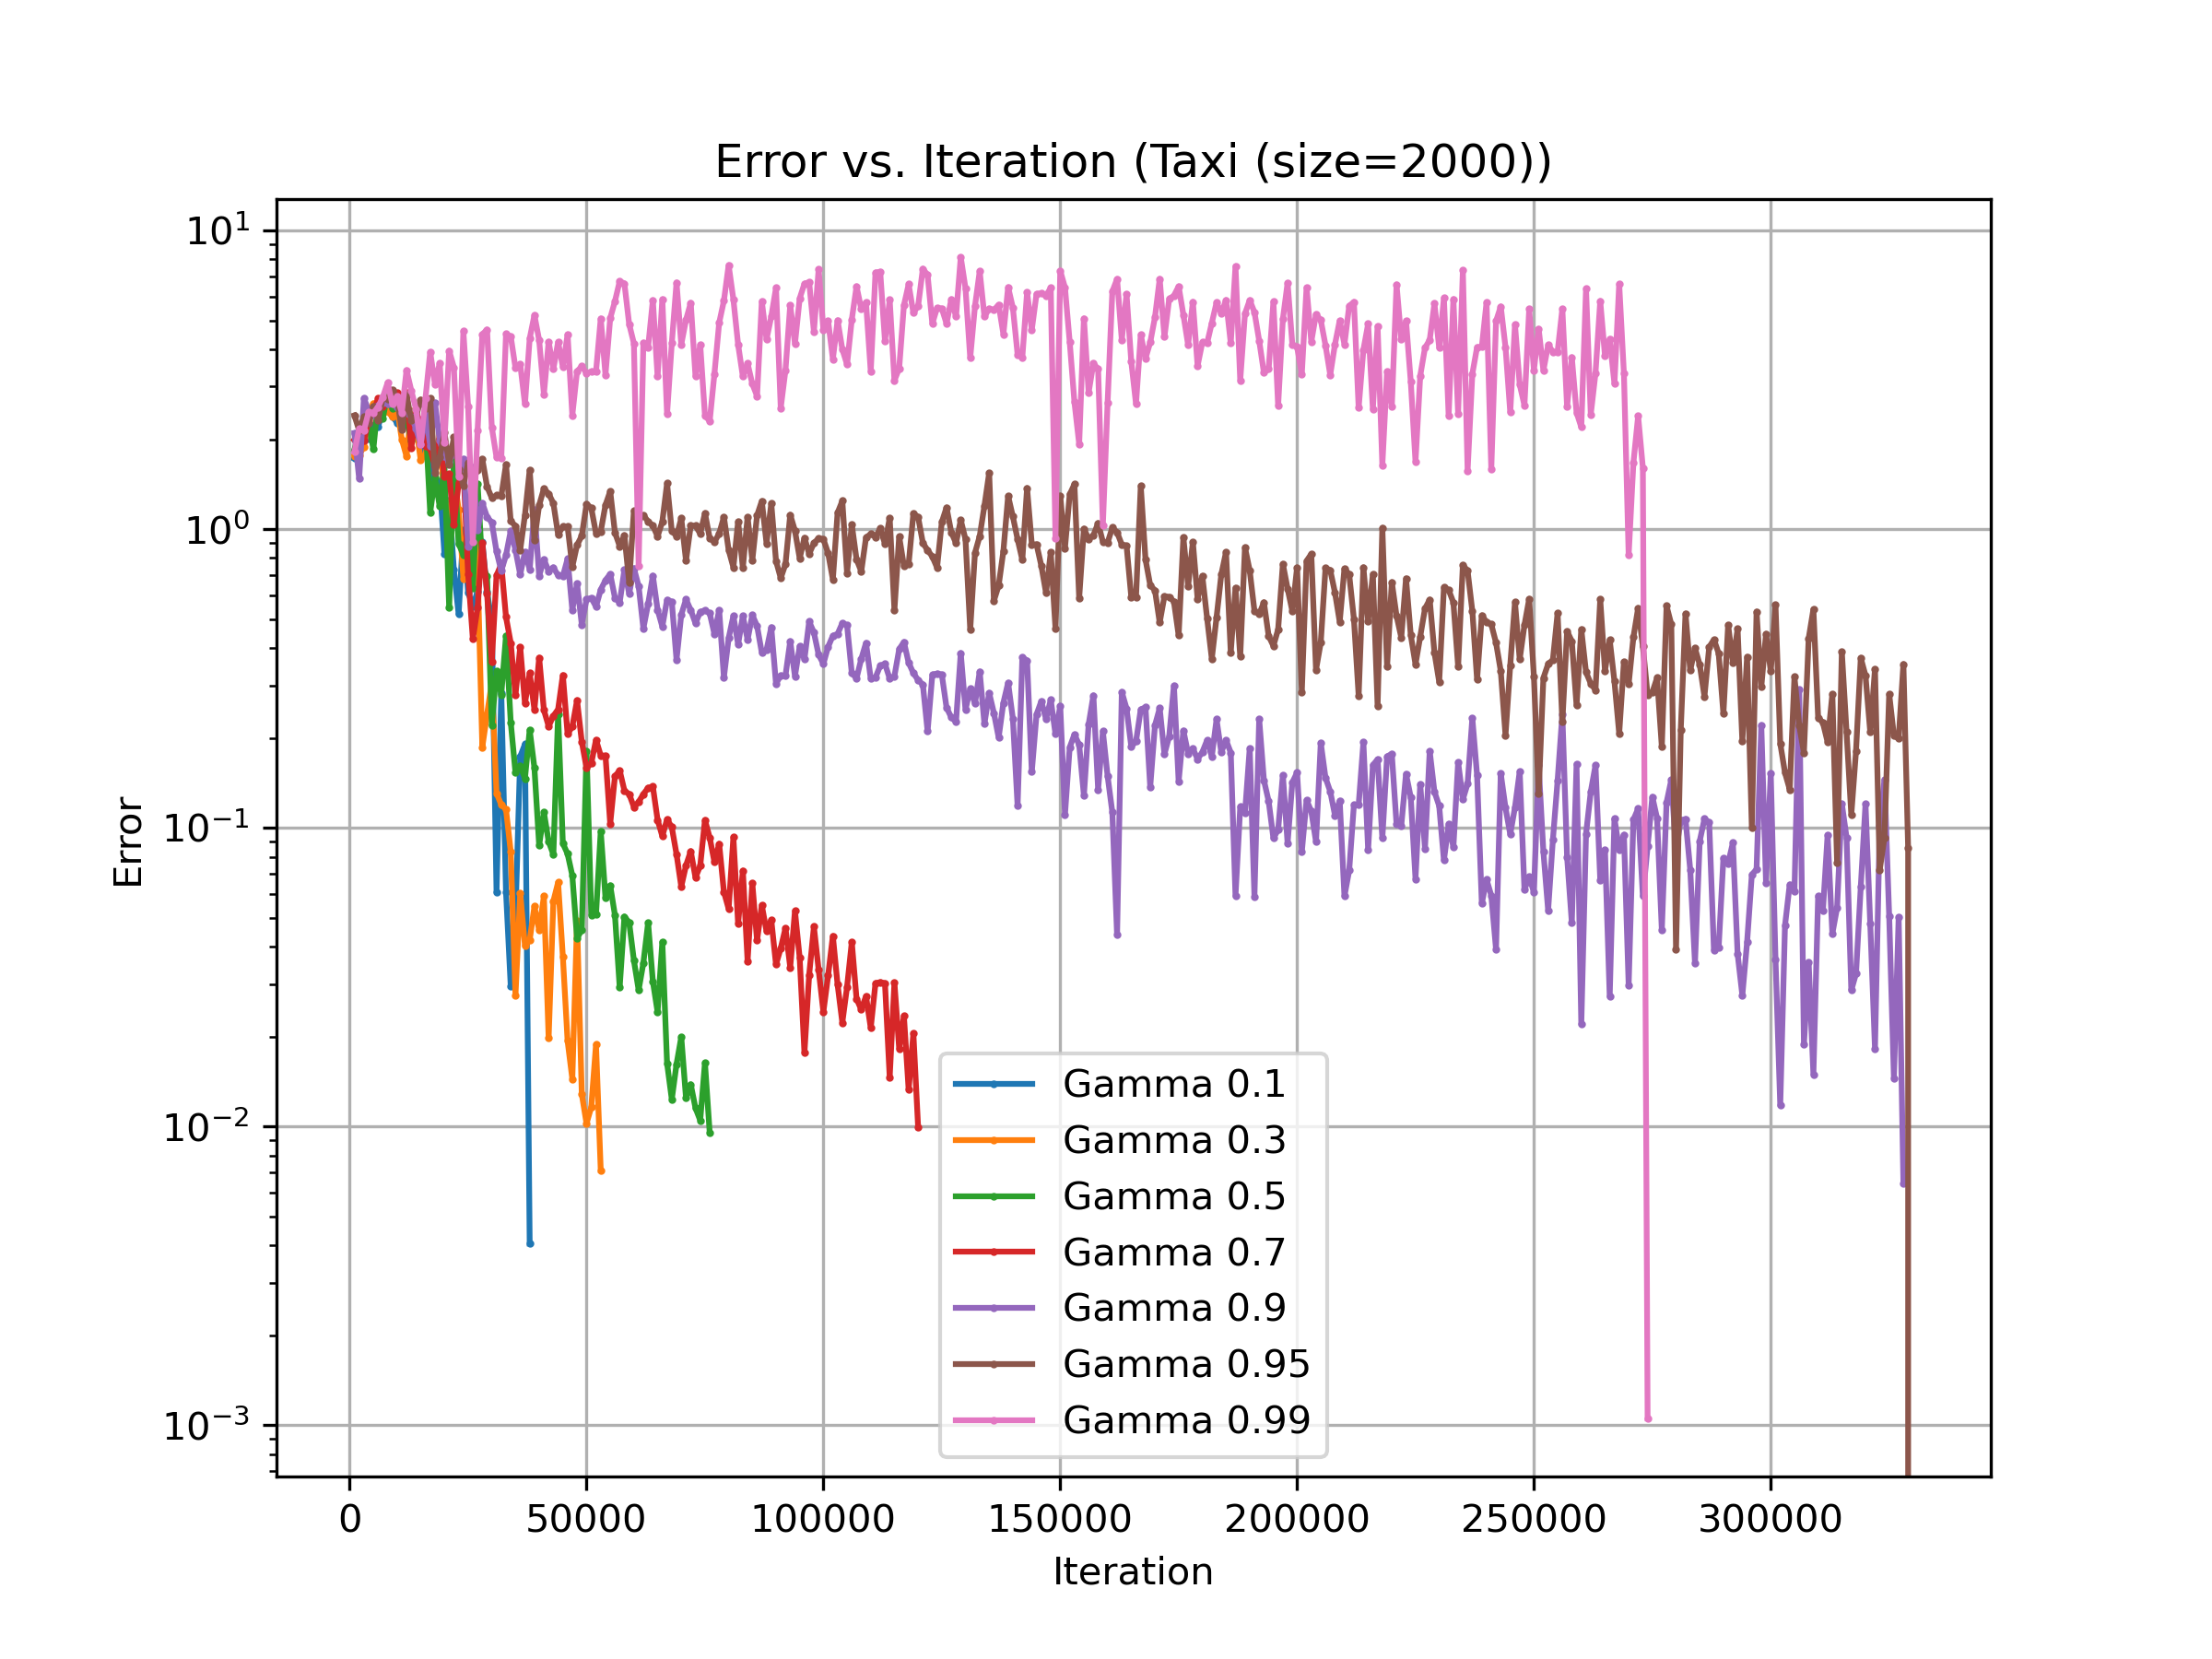 Error vs. Iteration (Taxi (size=2000))
10¹
10⁰
10⁻¹
10⁻²
10⁻³
Error
Gamma 0.1
Gamma 0.3
Gamma 0.5
Gamma 0.7
Gamma 0.9
Gamma 0.95
Gamma 0.99
0 50000 100000 150000 200000 250000 300000
Iteration